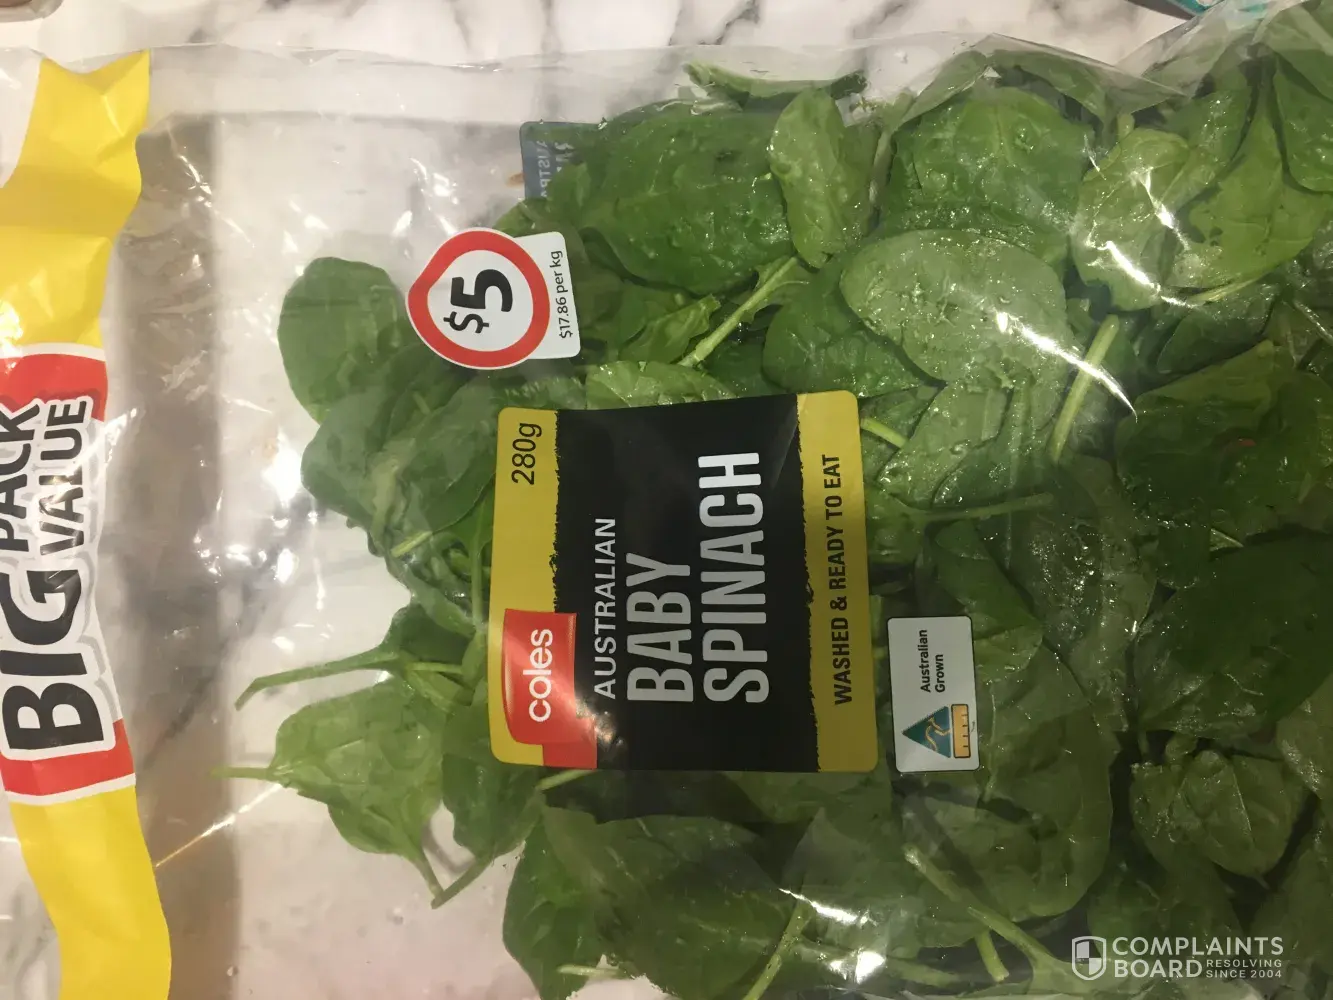 BIG PACK
VALUE
$5
$17.86 per kg
280g
coles
AUSTRALIAN
BABY
SPINACH
WASHED & READY TO EAT
Australian
Grown
COMPLAINTS
BOARD RESOLVING
SINCE 2004